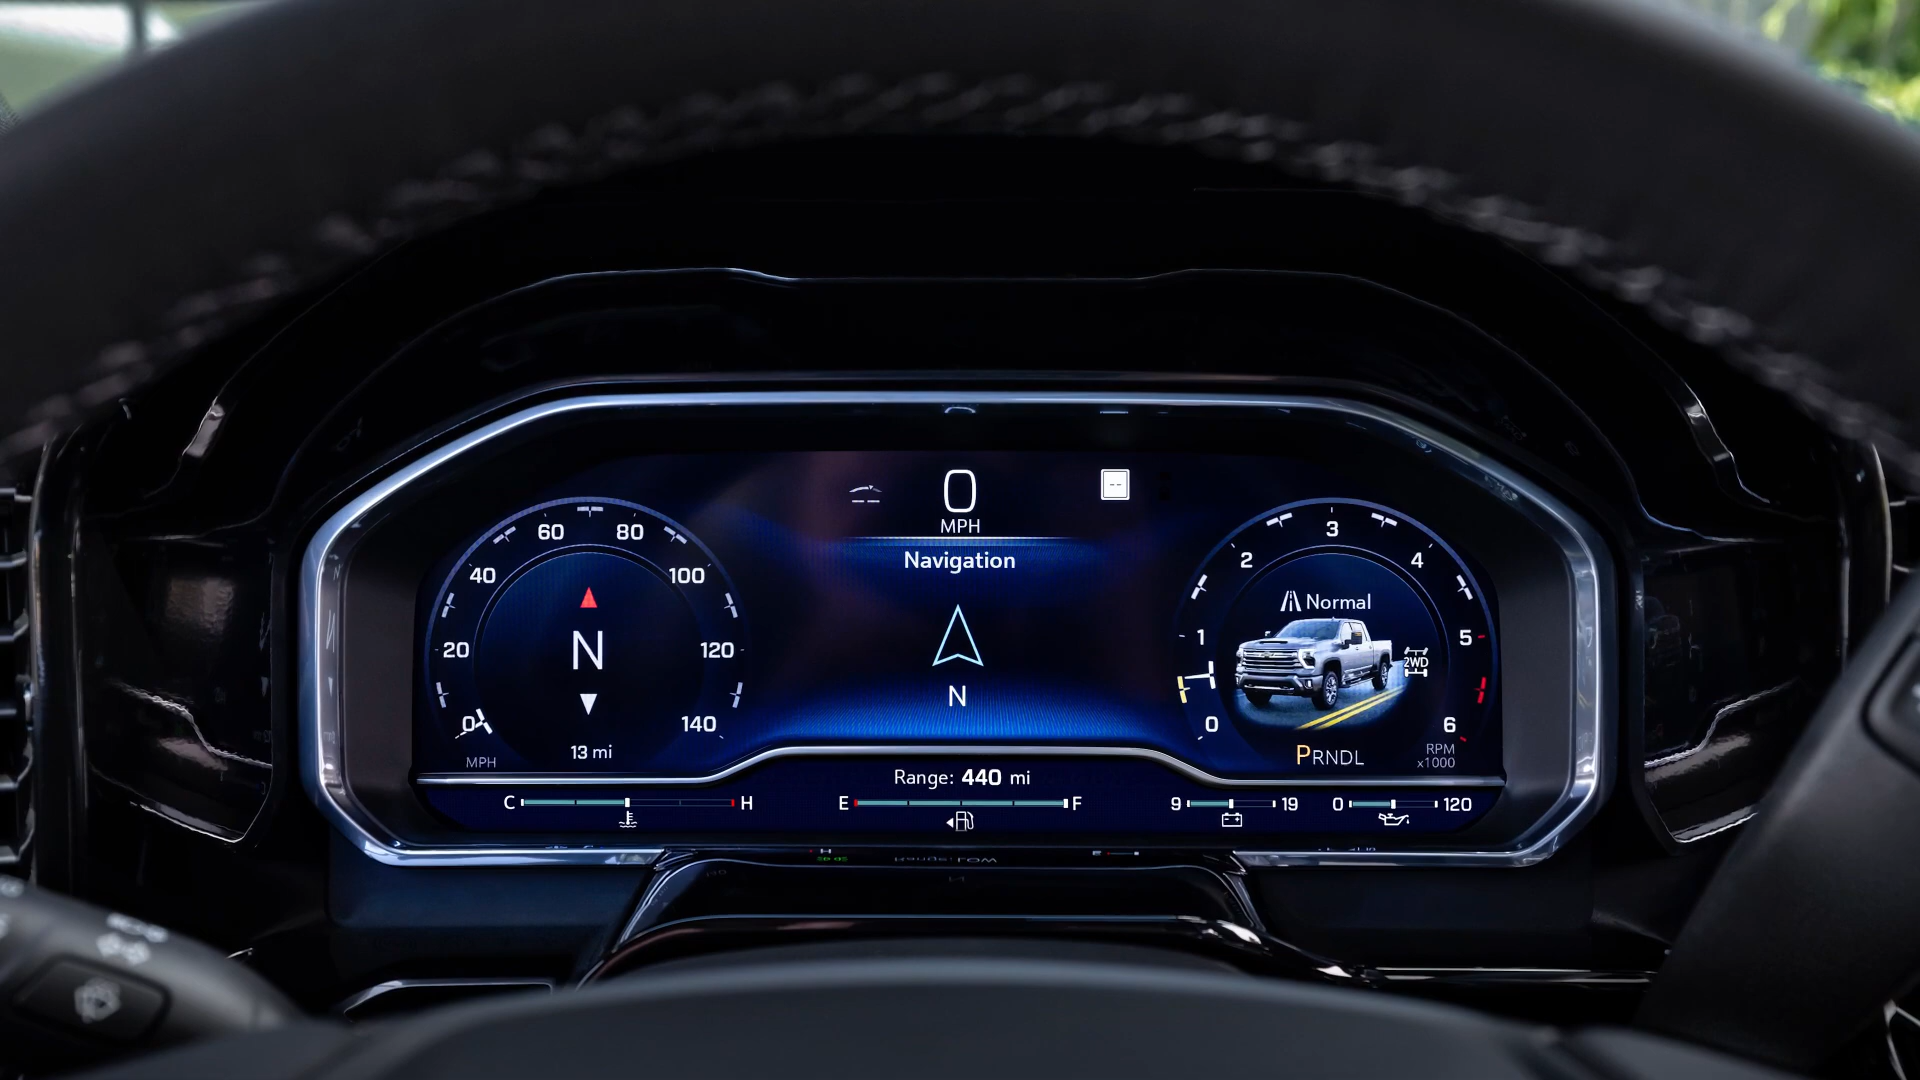 0
MPH
Navigation
N
60 80
40 100
20 120
0 140
MPH
N
13 mi
3
2 4
1 5
0 6
Normal
2WD
PRNDL
RPM
x1000
Range: 440 mi
C H
E F
9 19
0 120